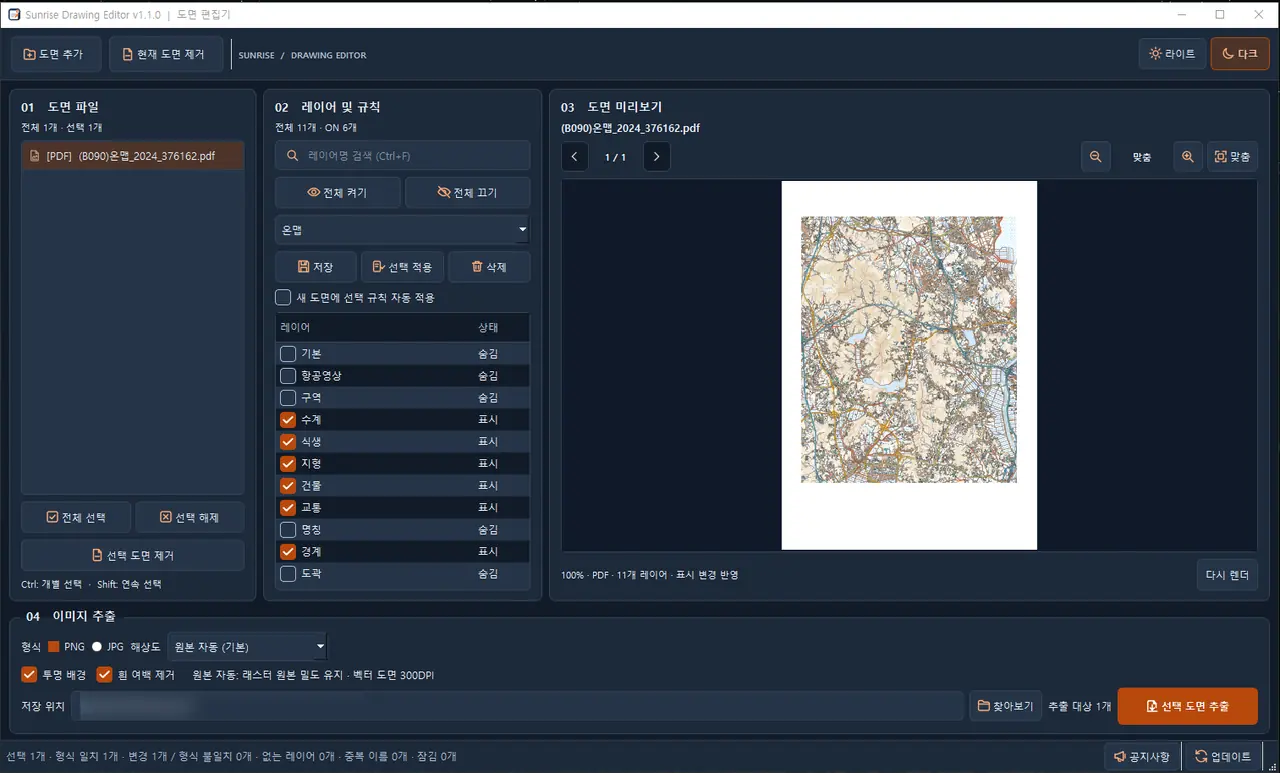 Sunrise Drawing Editor v1.1.0 | 도면 편집기
도면 추가
현재 도면 제거
SUNRISE / DRAWING EDITOR
라이트
다크
01 도면 파일
전체 1개 · 선택 1개
[PDF] (B090)온맵_2024_376162.pdf
전체 선택
선택 해제
선택 도면 제거
Ctrl: 개별 선택 · Shift: 연속 선택
02 레이어 및 규칙
전체 11개 · ON 6개
레이어명 검색 (Ctrl+F)
전체 켜기
전체 끄기
온맵
저장
선택 적용
삭제
새 도면에 선택 규칙 자동 적용
레이어 상태
기본 숨김
항공영상 숨김
구역 숨김
수계 표시
식생 표시
지형 표시
건물 표시
교통 표시
명칭 숨김
경계 표시
도곽 숨김
03 도면 미리보기
(B090)온맵_2024_376162.pdf
1 / 1
맞춤
맞춤
100% · PDF · 11개 레이어 · 표시 변경 반영
다시 렌더
04 이미지 추출
형식 PNG JPG 해상도 원본 자동 (기본)
투명 배경 흰 여백 제거 원본 자동: 래스터 원본 밀도 유지 · 벡터 도면 300DPI
저장 위치
찾아보기
추출 대상 1개
선택 도면 추출
선택 1개 · 형식 일치 1개 · 변경 1개 / 형식 불일치 0개 · 없는 레이어 0개 · 중복 이름 0개 · 잠김 0개
공지사항
업데이트